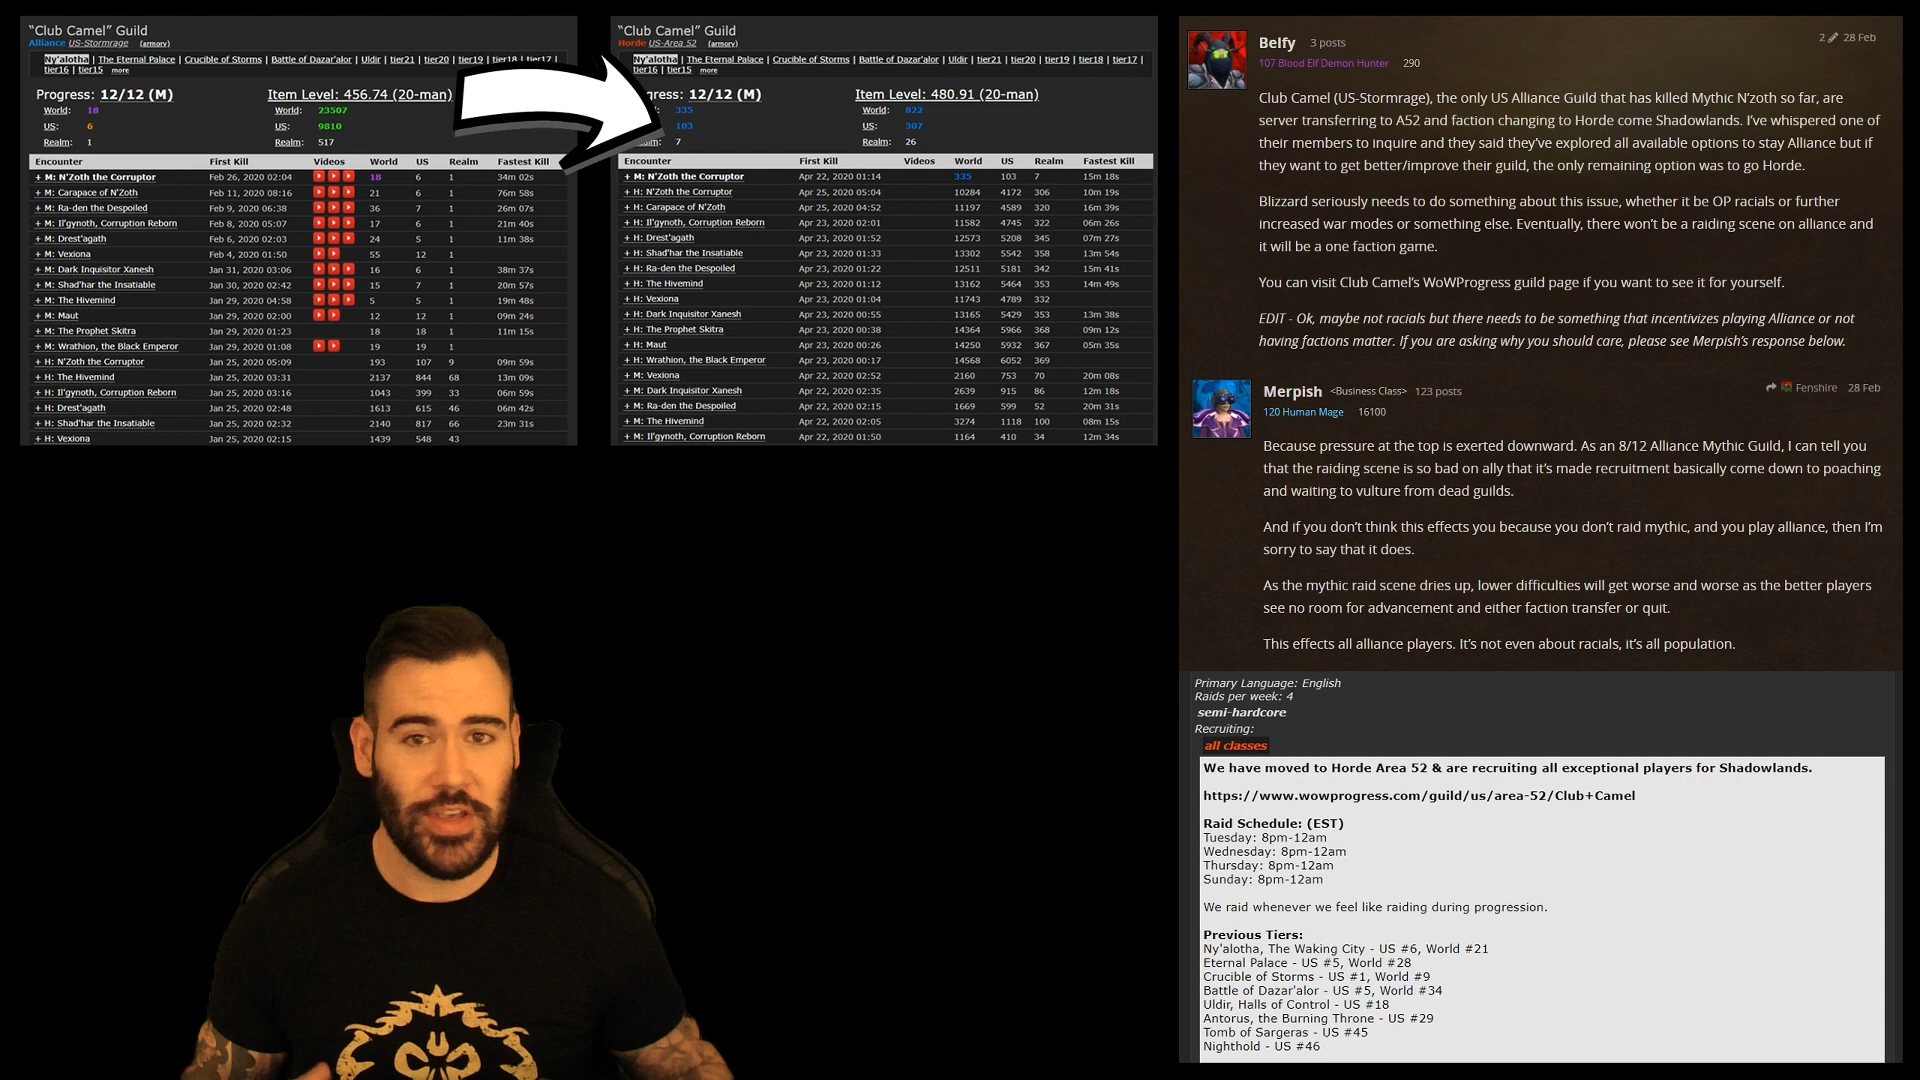 "Club Camel" Guild
Alliance US-Stormrage (armory)
Ny'alotha | The Eternal Palace | Crucible of Storms | Battle of Dazar'alor | Uldir | tier21 | tier20 | tier19 | tier18 | tier17 |
tier16 | tier15 more
Progress: 12/12 (M) Item Level: 456.74 (20-man)
World: 18 World: 23507
US: 6 US: 9810
Realm: 1 Realm: 517
Encounter First Kill Videos World US Realm Fastest Kill
+ M: N'Zoth the Corruptor Feb 26, 2020 02:04 18 6 1 34m 02s
+ M: Carapace of N'Zoth Feb 11, 2020 08:16 21 6 1 76m 58s
+ M: Ra-den the Despoiled Feb 9, 2020 06:38 36 7 1 26m 07s
+ M: Il'gynoth, Corruption Reborn Feb 8, 2020 05:07 17 6 1 21m 40s
+ M: Drest'agath Feb 6, 2020 02:03 24 5 1 11m 38s
+ M: Vexiona Feb 4, 2020 01:50 55 12 1
+ M: Dark Inquisitor Xanesh Jan 31, 2020 03:06 16 6 1 38m 37s
+ M: Shad'har the Insatiable Jan 30, 2020 02:42 15 7 1 20m 57s
+ M: The Hivemind Jan 29, 2020 04:58 5 5 1 19m 48s
+ M: Maut Jan 29, 2020 02:00 12 12 1 09m 24s
+ M: The Prophet Skitra Jan 29, 2020 01:23 18 18 1 11m 15s
+ M: Wrathion, the Black Emperor Jan 29, 2020 01:08 19 19 1
+ H: N'Zoth the Corruptor Jan 25, 2020 05:09 193 107 9 09m 59s
+ H: The Hivemind Jan 25, 2020 03:31 2137 844 68 13m 09s
+ H: Il'gynoth, Corruption Reborn Jan 25, 2020 03:16 1043 399 33 06m 59s
+ H: Drest'agath Jan 25, 2020 02:48 1613 615 46 06m 42s
+ H: Shad'har the Insatiable Jan 25, 2020 02:32 2140 817 66 23m 31s
+ H: Vexiona Jan 25, 2020 02:15 1439 548 43
"Club Camel" Guild
Horde US-Area 52 (armory)
Ny'alotha | The Eternal Palace | Crucible of Storms | Battle of Dazar'alor | Uldir | tier21 | tier20 | tier19 | tier18 | tier17 |
tier16 | tier15 more
12/12 (M) Item Level: 480.91 (20-man)
335 World: 822
103 US: 307
7 Realm: 26
Encounter First Kill Videos World US Realm Fastest Kill
+ M: N'Zoth the Corruptor Apr 22, 2020 01:14 335 103 7 15m 18s
+ H: N'Zoth the Corruptor Apr 25, 2020 05:04 10284 4172 306 10m 19s
+ H: Carapace of N'Zoth Apr 25, 2020 04:52 11197 4589 320 16m 39s
+ H: Il'gynoth, Corruption Reborn Apr 23, 2020 02:01 11582 4745 322 06m 26s
+ H: Drest'agath Apr 23, 2020 01:52 12573 5208 345 07m 27s
+ H: Shad'har the Insatiable Apr 23, 2020 01:33 13302 5542 358 13m 54s
+ H: Ra-den the Despoiled Apr 23, 2020 01:22 12511 5181 342 15m 41s
+ H: The Hivemind Apr 23, 2020 01:12 13162 5464 353 14m 49s
+ H: Vexiona Apr 23, 2020 01:04 11743 4789 332
+ H: Dark Inquisitor Xanesh Apr 23, 2020 00:55 13165 5429 353 13m 38s
+ H: The Prophet Skitra Apr 23, 2020 00:38 14364 5966 368 09m 12s
+ H: Maut Apr 23, 2020 00:26 14250 5932 367 05m 35s
+ H: Wrathion, the Black Emperor Apr 23, 2020 00:17 14568 6052 369
+ M: Vexiona Apr 22, 2020 02:52 2160 753 70 20m 08s
+ M: Dark Inquisitor Xanesh Apr 22, 2020 02:35 2639 915 86 12m 18s
+ M: Ra-den the Despoiled Apr 22, 2020 02:15 1669 599 52 20m 31s
+ M: The Hivemind Apr 22, 2020 02:05 3274 1118 100 08m 15s
+ M: Il'gynoth, Corruption Reborn Apr 22, 2020 01:50 1164 410 34 12m 34s
Belfy 3 posts 2 28 Feb
107 Blood Elf Demon Hunter 290
Club Camel (US-Stormrage), the only US Alliance Guild that has killed Mythic N'zoth so far, are
server transferring to A52 and faction changing to Horde come Shadowlands. I've whispered one of
their members to inquire and they said they've explored all available options to stay Alliance but if
they want to get better/improve their guild, the only remaining option was to go Horde.
Blizzard seriously needs to do something about this issue, whether it be OP racials or further
increased war modes or something else. Eventually, there won't be a raiding scene on alliance and
it will be a one faction game.
You can visit Club Camel's WoWProgress guild page if you want to see it for yourself.
EDIT - Ok, maybe not racials but there needs to be something that incentivizes playing Alliance or not
having factions matter. If you are asking why you should care, please see Merpish's response below.
Merpish <Business Class> 123 posts Fenshire 28 Feb
120 Human Mage 16100
Because pressure at the top is exerted downward. As an 8/12 Alliance Mythic Guild, I can tell you
that the raiding scene is so bad on ally that it's made recruitment basically come down to poaching
and waiting to vulture from dead guilds.
And if you don't think this effects you because you don't raid mythic, and you play alliance, then I'm
sorry to say that it does.
As the mythic raid scene dries up, lower difficulties will get worse and worse as the better players
see no room for advancement and either faction transfer or quit.
This effects all alliance players. It's not even about racials, it's all population.
Primary Language: English
Raids per week: 4
semi-hardcore
Recruiting:
all classes
We have moved to Horde Area 52 & are recruiting all exceptional players for Shadowlands.
https://www.wowprogress.com/guild/us/area-52/Club+Camel
Raid Schedule: (EST)
Tuesday: 8pm-12am
Wednesday: 8pm-12am
Thursday: 8pm-12am
Sunday: 8pm-12am
We raid whenever we feel like raiding during progression.
Previous Tiers:
Ny'alotha, The Waking City - US #6, World #21
Eternal Palace - US #5, World #28
Crucible of Storms - US #1, World #9
Battle of Dazar'alor - US #5, World #34
Uldir, Halls of Control - US #18
Antorus, the Burning Throne - US #29
Tomb of Sargeras - US #45
Nighthold - US #46